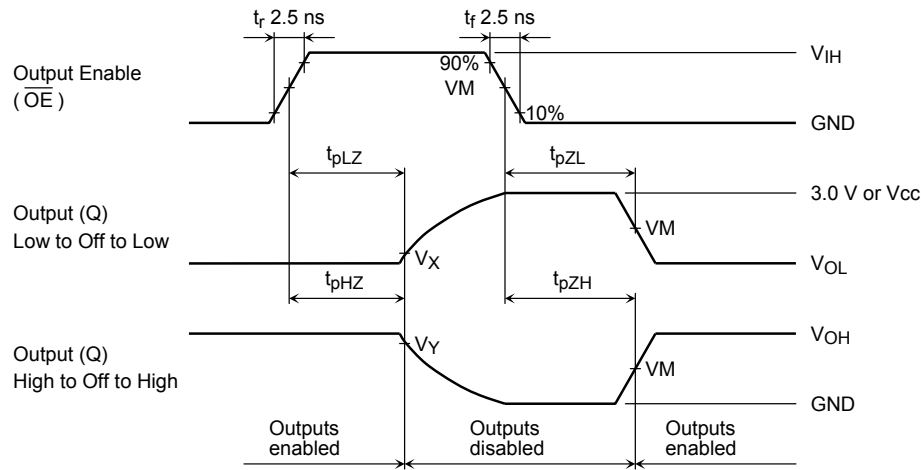 tr 2.5 ns
tf 2.5 ns
Output Enable
( OE )
90%
VM
10%
VIH
GND
tpLZ
tpZL
Output (Q)
Low to Off to Low
VX
VM
3.0 V or Vcc
VOL
tpHZ
tpZH
Output (Q)
High to Off to High
VY
VM
VOH
GND
Outputs
enabled
Outputs
disabled
Outputs
enabled